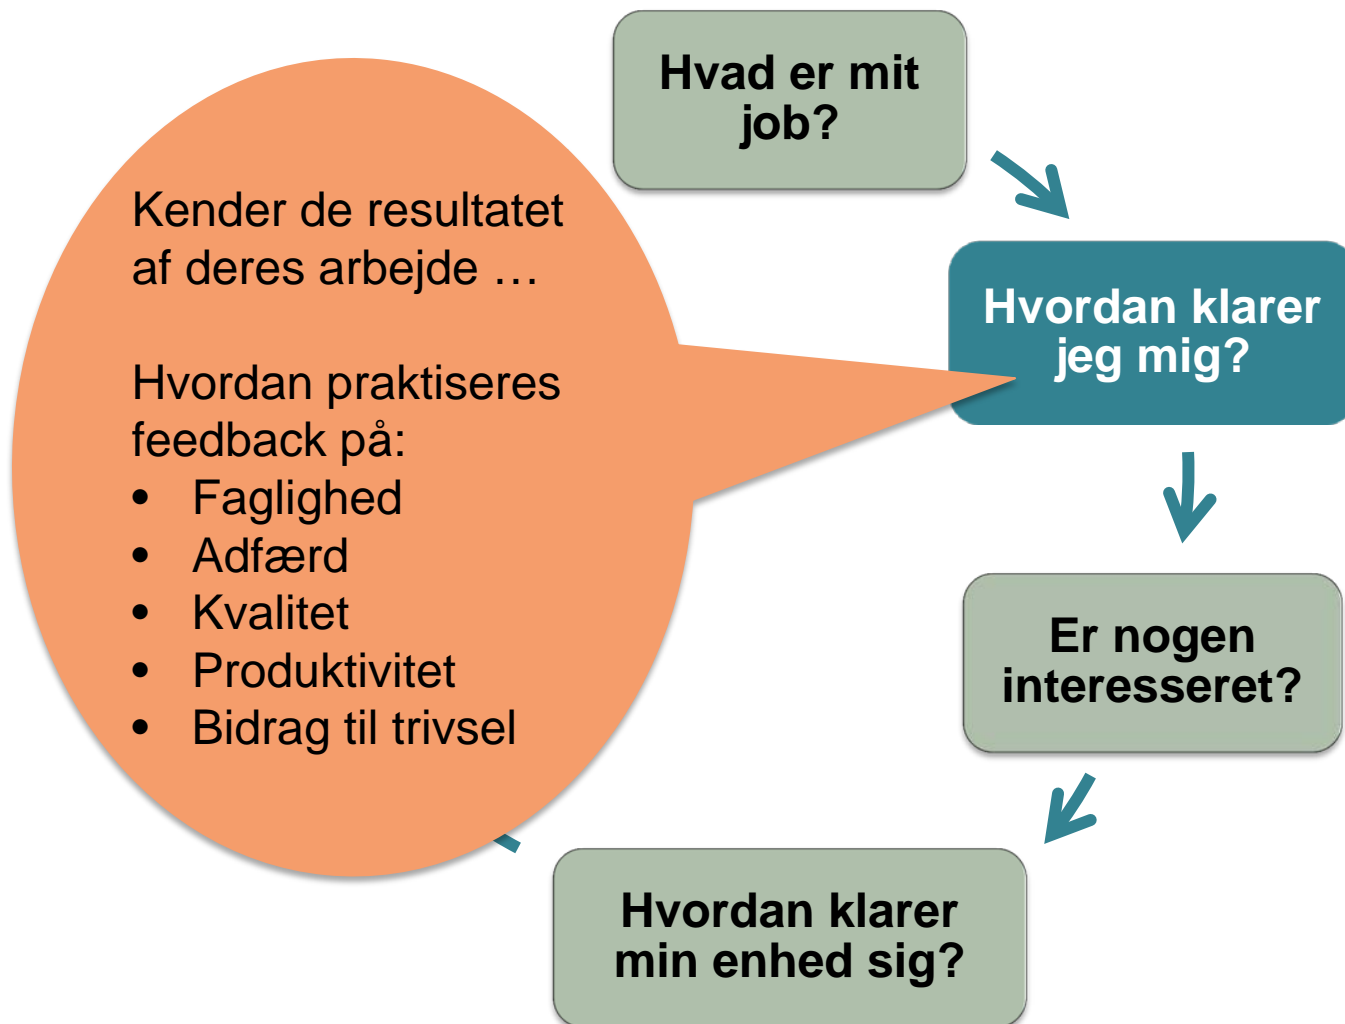 Hvad er mit
job?
Kender de resultatet
af deres arbejde …
Hvordan praktiseres
feedback på:
• Faglighed
• Adfærd
• Kvalitet
• Produktivitet
• Bidrag til trivsel
Hvordan klarer
jeg mig?
Er nogen
interesseret?
Hvordan klarer
min enhed sig?